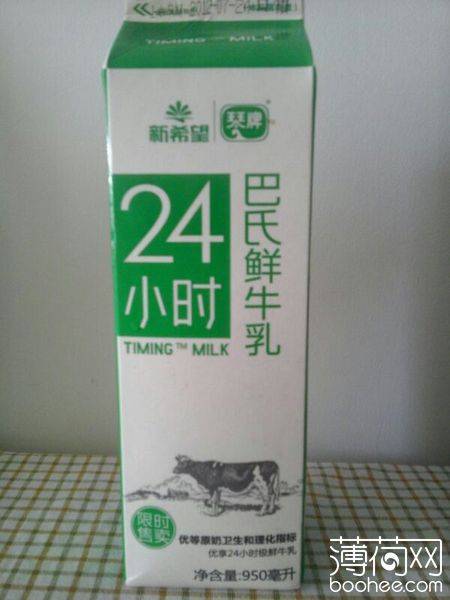 TIMING MILK
新希望
琴牌
24
小时
TIMING™ MILK
巴氏鲜牛乳
限时
售卖
优等原奶卫生和理化指标
优享24小时极鲜牛乳
净含量:950毫升
薄荷网
boohee.com